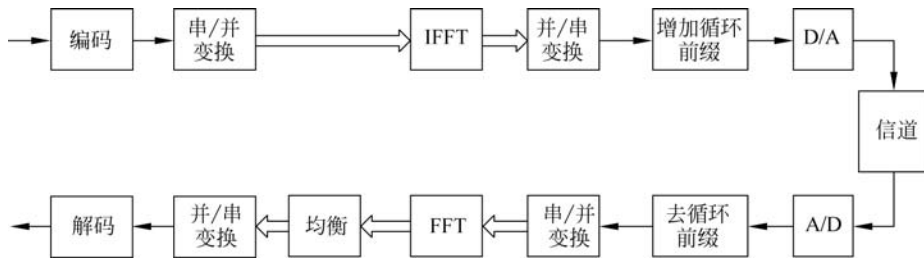 编码
串/并
变换
IFFT
并/串
变换
增加循环
前缀
D/A
信道
解码
并/串
变换
均衡
FFT
串/并
变换
去循环
前缀
A/D